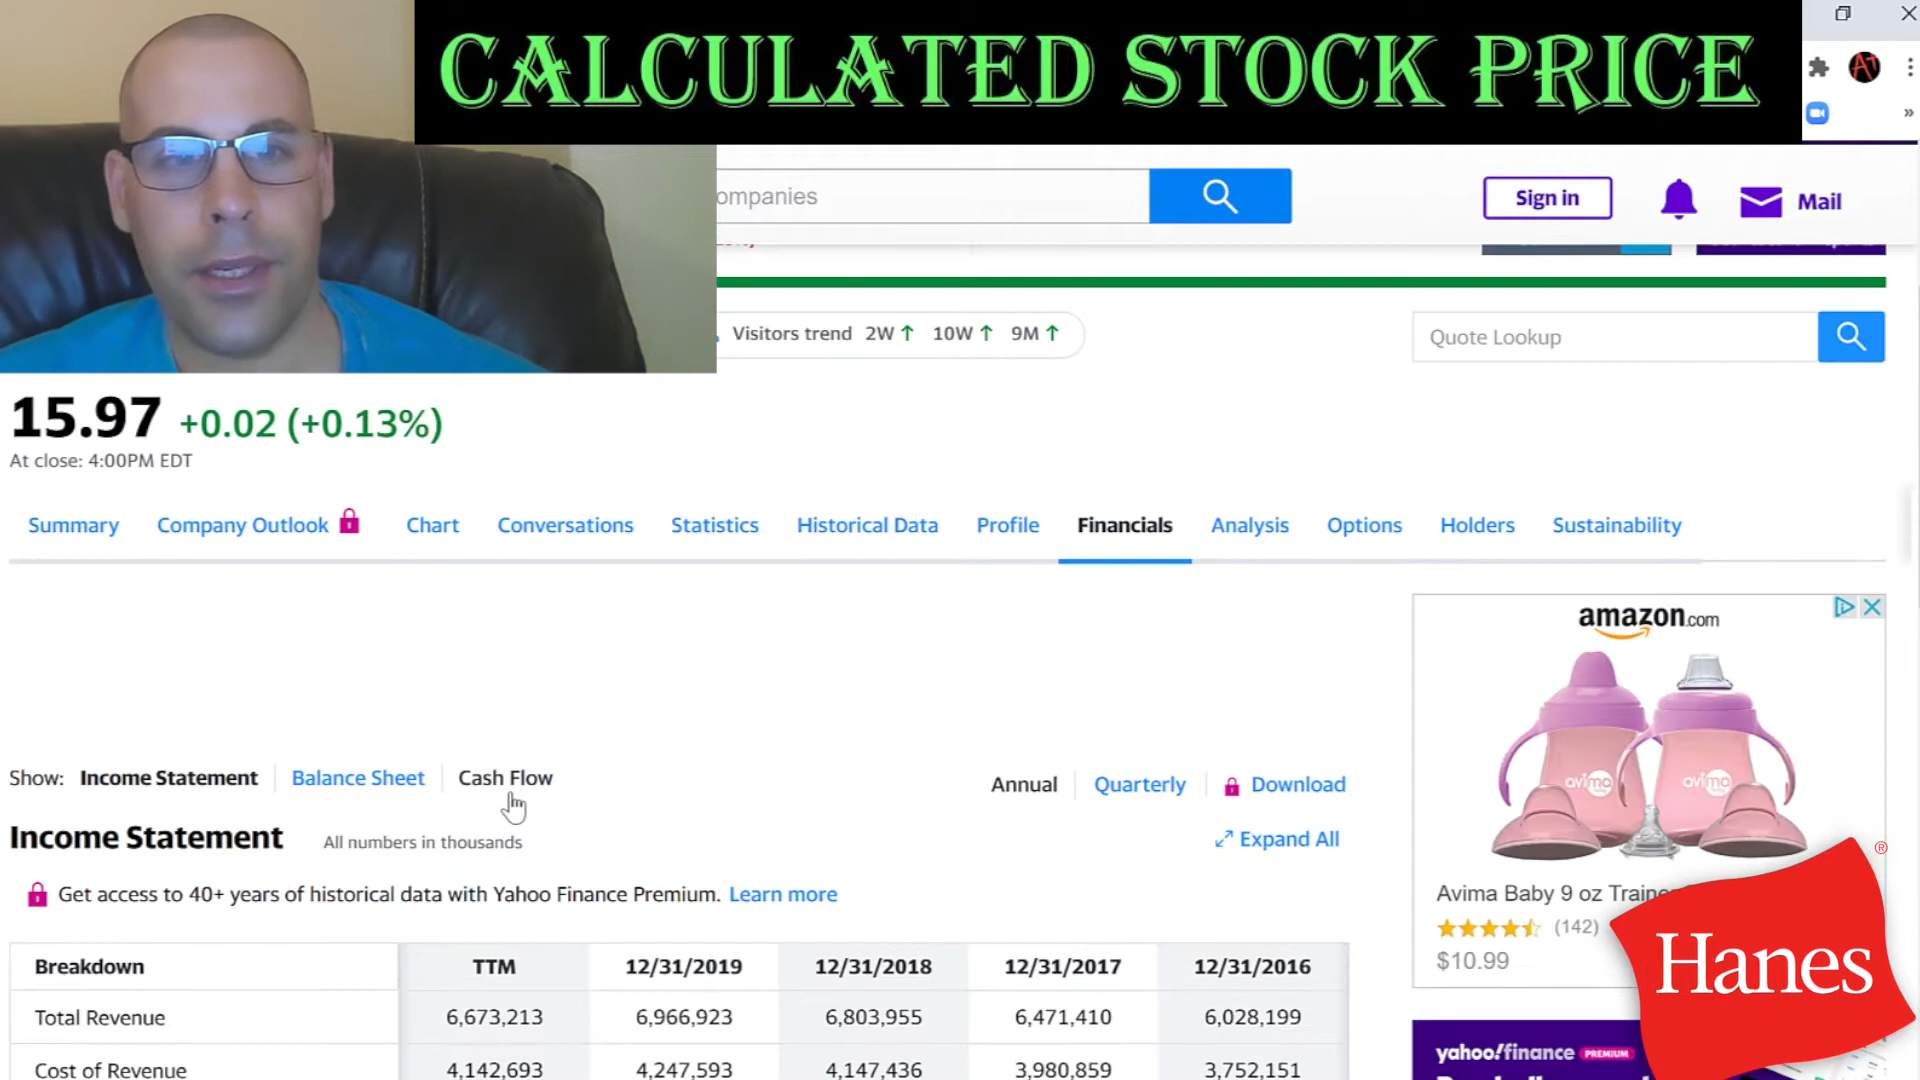 CALCULATED STOCK PRICE
ompanies
Sign in
Mail
Visitors trend 2W ↑ 10W ↑ 9M ↑
Quote Lookup
15.97 +0.02 (+0.13%)
At close: 4:00PM EDT
Summary Company Outlook Chart Conversations Statistics Historical Data Profile Financials Analysis Options Holders Sustainability
amazon.com
avima avima
Show: Income Statement Balance Sheet Cash Flow
Annual Quarterly Download
Income Statement All numbers in thousands
Expand All
Get access to 40+ years of historical data with Yahoo Finance Premium. Learn more
Avima Baby 9 oz Traine
(142)
$10.99
Hanes ®
Breakdown TTM 12/31/2019 12/31/2018 12/31/2017 12/31/2016
Total Revenue 6,673,213 6,966,923 6,803,955 6,471,410 6,028,199
Cost of Revenue 4,142,693 4,247,593 4,147,436 3,980,859 3,752,151
yahoo!finance PREMIUM